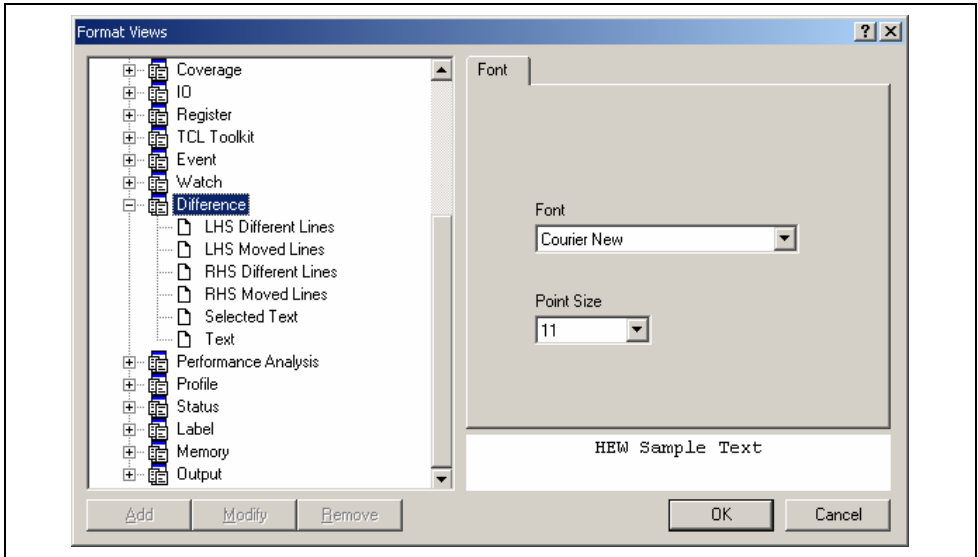 Format Views
Coverage
IO
Register
TCL Toolkit
Event
Watch
Difference
LHS Different Lines
LHS Moved Lines
RHS Different Lines
RHS Moved Lines
Selected Text
Text
Performance Analysis
Profile
Status
Label
Memory
Output
Add
Modify
Remove
Font
Font
Courier New
Point Size
11
HEW Sample Text
OK
Cancel